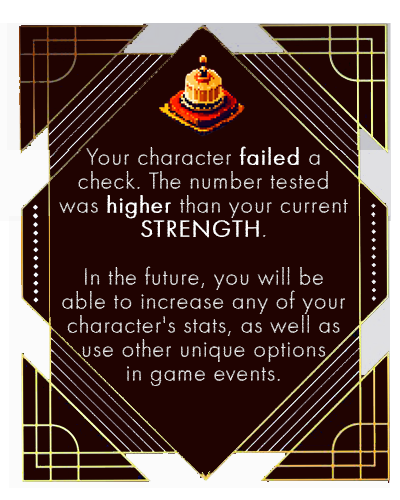 Your character failed a
check. The number tested
was higher than your current
STRENGTH.
In the future, you will be
able to increase any of your
character's stats, as well as
use other unique options
in game events.